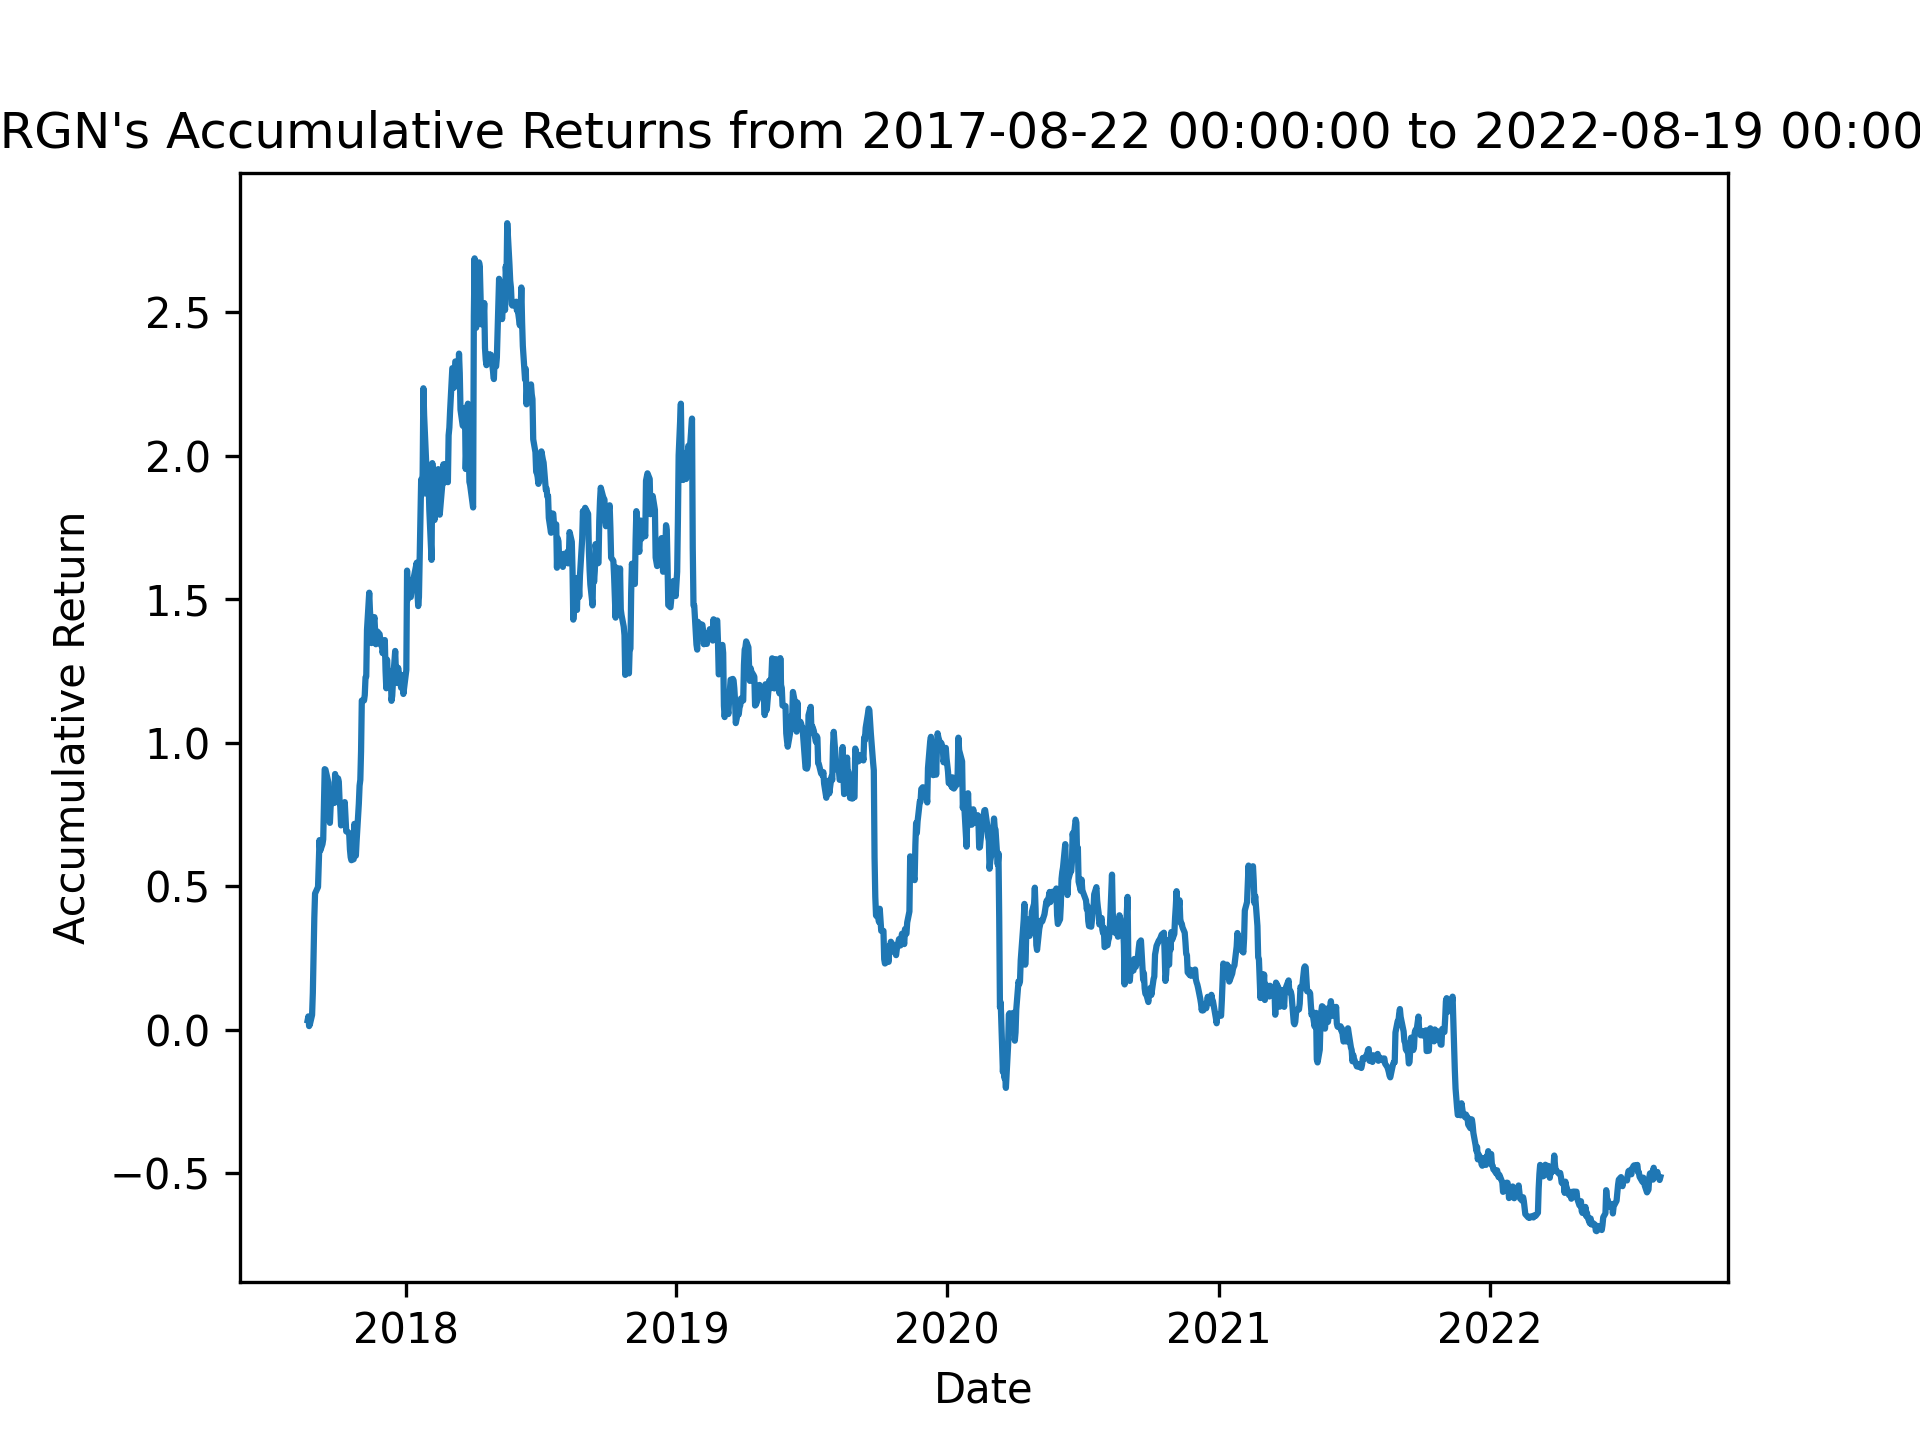 RGN's Accumulative Returns from 2017-08-22 00:00:00 to 2022-08-19 00:00
Accumulative Return
2.5
2.0
1.5
1.0
0.5
0.0
−0.5
2018 2019 2020 2021 2022
Date